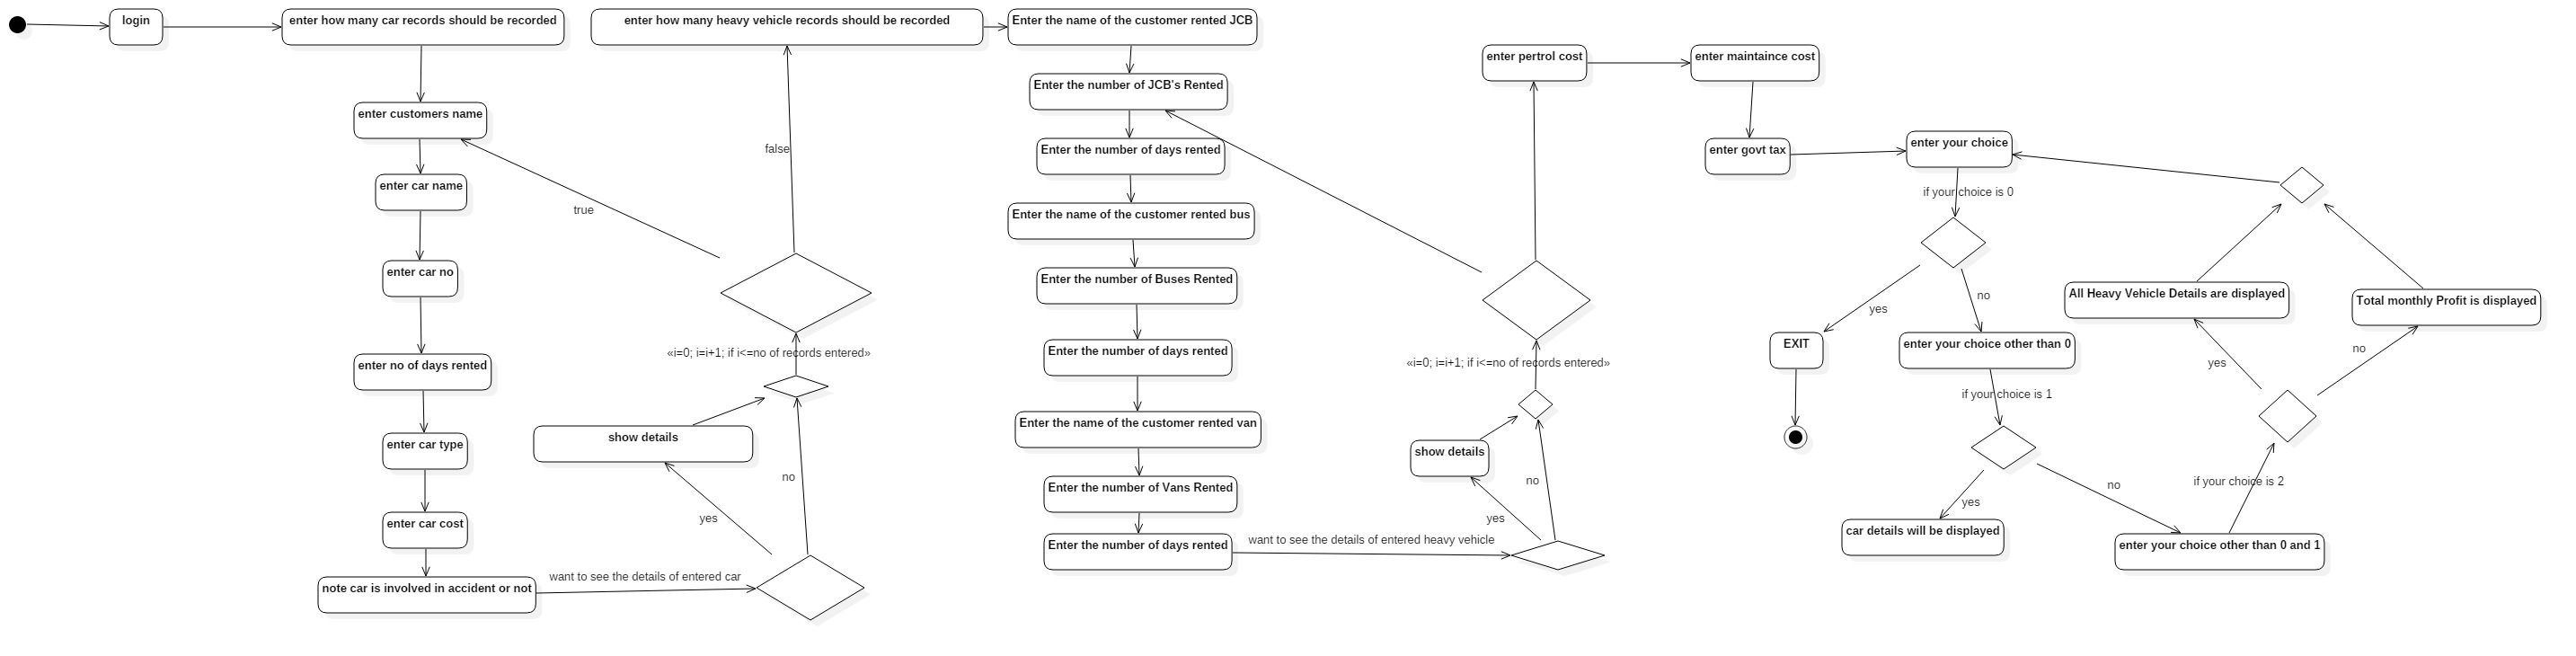 login
enter how many car records should be recorded
enter customers name
enter car name
enter car no
enter no of days rented
enter car type
enter car cost
note car is involved in accident or not
want to see the details of entered car
yes
no
show details
«i=0; i=i+1; if i<=no of records entered»
true
false
enter how many heavy vehicle records should be recorded
Enter the name of the customer rented JCB
Enter the number of JCB's Rented
Enter the number of days rented
Enter the name of the customer rented bus
Enter the number of Buses Rented
Enter the number of days rented
Enter the name of the customer rented van
Enter the number of Vans Rented
Enter the number of days rented
want to see the details of entered heavy vehicle
yes
no
show details
«i=0; i=i+1; if i<=no of records entered»
enter pertrol cost
enter maintaince cost
enter govt tax
enter your choice
if your choice is 0
yes
no
EXIT
enter your choice other than 0
if your choice is 1
yes
no
car details will be displayed
enter your choice other than 0 and 1
if your choice is 2
yes
no
All Heavy Vehicle Details are displayed
Total monthly Profit is displayed